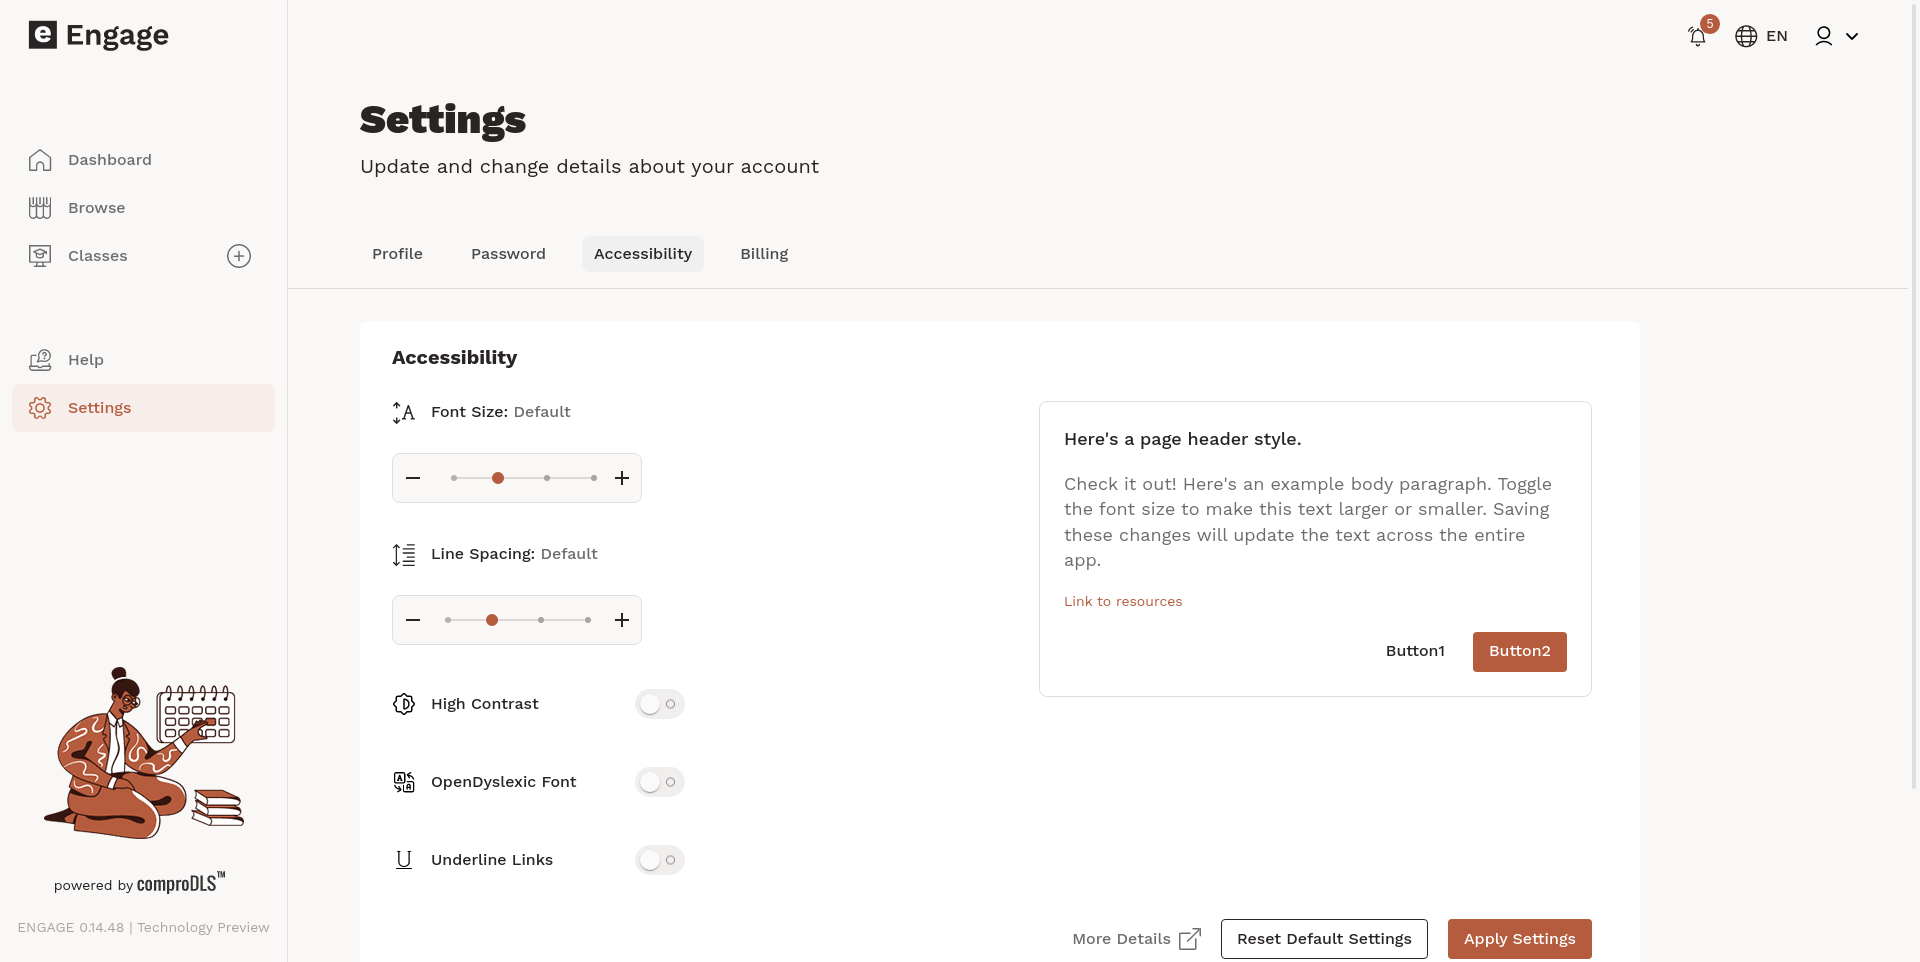 e Engage
5
EN
Dashboard
Browse
Classes
Help
Settings
powered by comproDLS™
ENGAGE 0.14.48 | Technology Preview
Settings
Update and change details about your account
Profile
Password
Accessibility
Billing
Accessibility
Font Size: Default
Line Spacing: Default
High Contrast
OpenDyslexic Font
Underline Links
Here's a page header style.
Check it out! Here's an example body paragraph. Toggle
the font size to make this text larger or smaller. Saving
these changes will update the text across the entire
app.
Link to resources
Button1
Button2
More Details
Reset Default Settings
Apply Settings